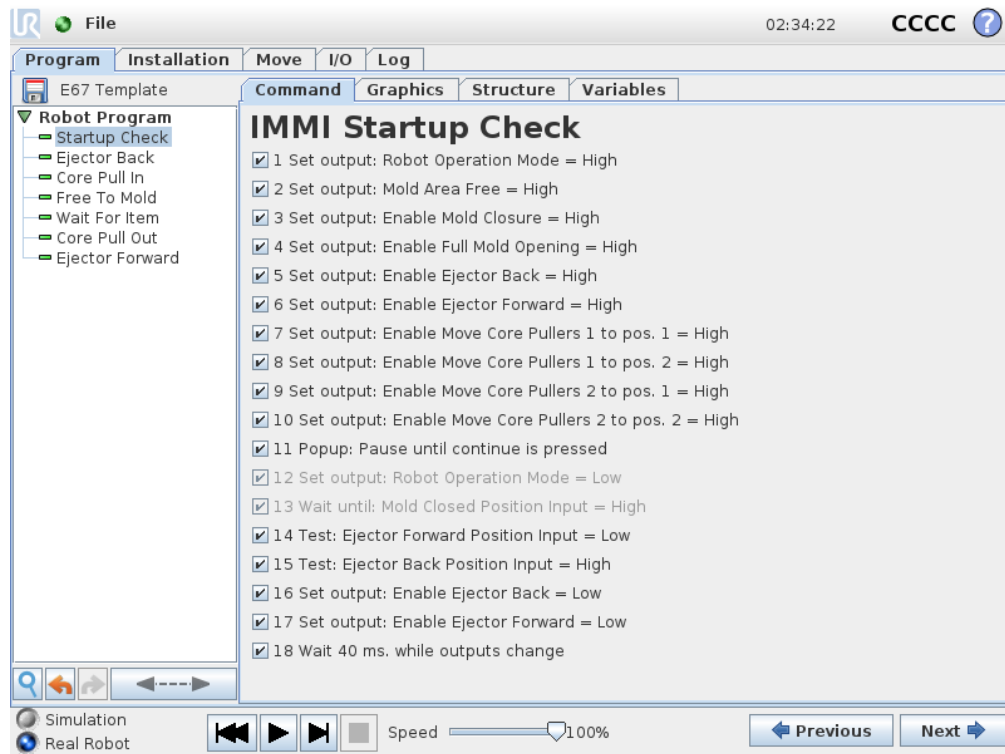 UR File 02:34:22 CCCC ?
Program Installation Move I/O Log
E67 Template
Command Graphics Structure Variables
Robot Program
Startup Check
Ejector Back
Core Pull In
Free To Mold
Wait For Item
Core Pull Out
Ejector Forward
IMMI Startup Check
1 Set output: Robot Operation Mode = High
2 Set output: Mold Area Free = High
3 Set output: Enable Mold Closure = High
4 Set output: Enable Full Mold Opening = High
5 Set output: Enable Ejector Back = High
6 Set output: Enable Ejector Forward = High
7 Set output: Enable Move Core Pullers 1 to pos. 1 = High
8 Set output: Enable Move Core Pullers 1 to pos. 2 = High
9 Set output: Enable Move Core Pullers 2 to pos. 1 = High
10 Set output: Enable Move Core Pullers 2 to pos. 2 = High
11 Popup: Pause until continue is pressed
12 Set output: Robot Operation Mode = Low
13 Wait until: Mold Closed Position Input = High
14 Test: Ejector Forward Position Input = Low
15 Test: Ejector Back Position Input = High
16 Set output: Enable Ejector Back = Low
17 Set output: Enable Ejector Forward = Low
18 Wait 40 ms. while outputs change
Simulation
Real Robot
Speed 100%
Previous Next